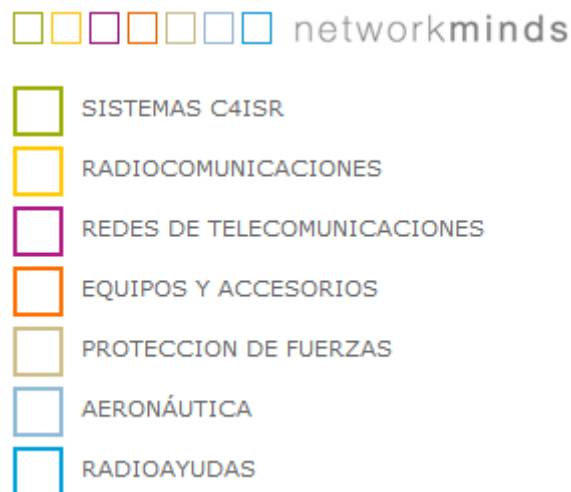 networkminds
SISTEMAS C4ISR
RADIOCOMUNICACIONES
REDES DE TELECOMUNICACIONES
EQUIPOS Y ACCESORIOS
PROTECCION DE FUERZAS
AERONÁUTICA
RADIOAYUDAS